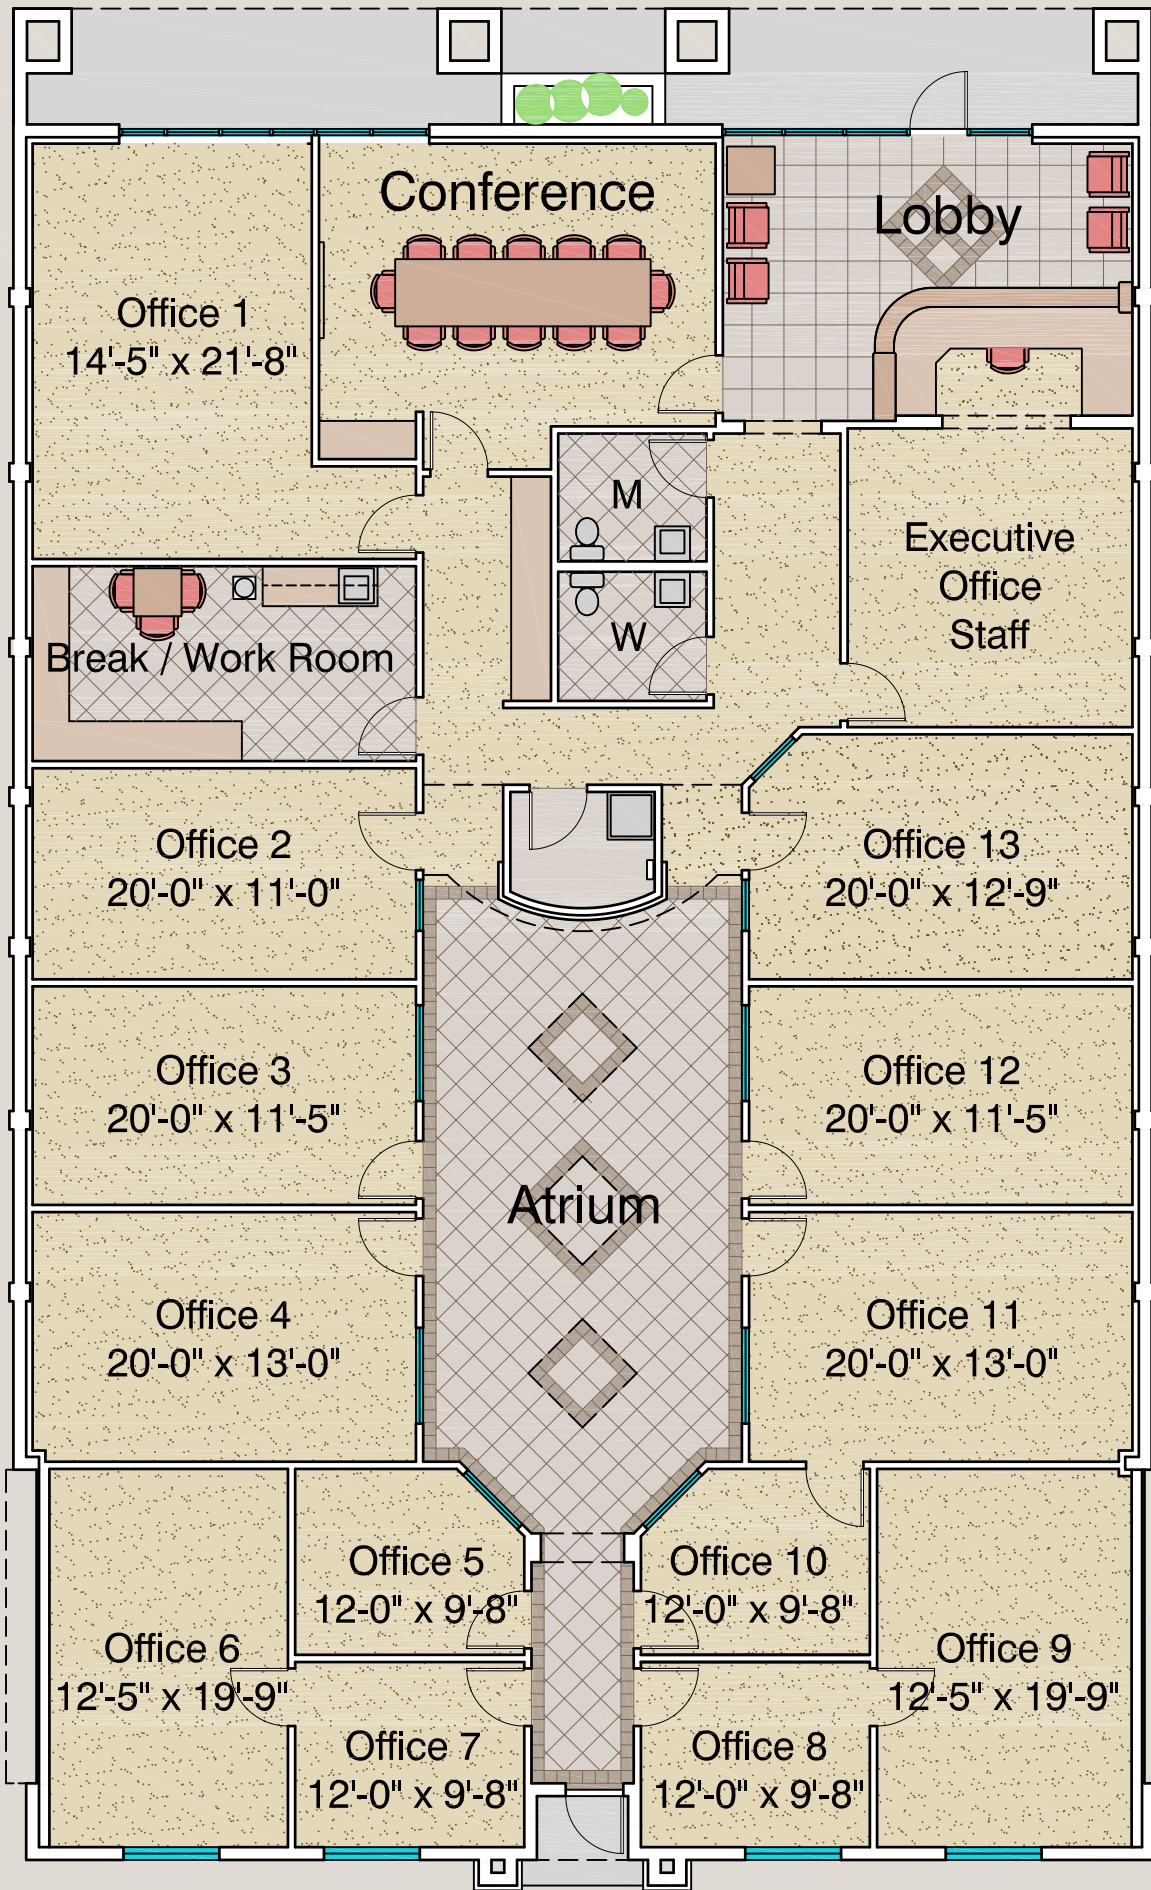 Conference
Lobby
Office 1
14'-5" x 21'-8"
M
Executive
Office
Staff
W
Break / Work Room
Office 2
20'-0" x 11'-0"
Office 13
20'-0" x 12'-9"
Office 3
20'-0" x 11'-5"
Office 12
20'-0" x 11'-5"
Atrium
Office 4
20'-0" x 13'-0"
Office 11
20'-0" x 13'-0"
Office 5
12-0" x 9'-8"
Office 10
12'-0" x 9'-8"
Office 6
12'-5" x 19'-9"
Office 9
12'-5" x 19'-9"
Office 7
12'-0" x 9'-8"
Office 8
12'-0" x 9'-8"